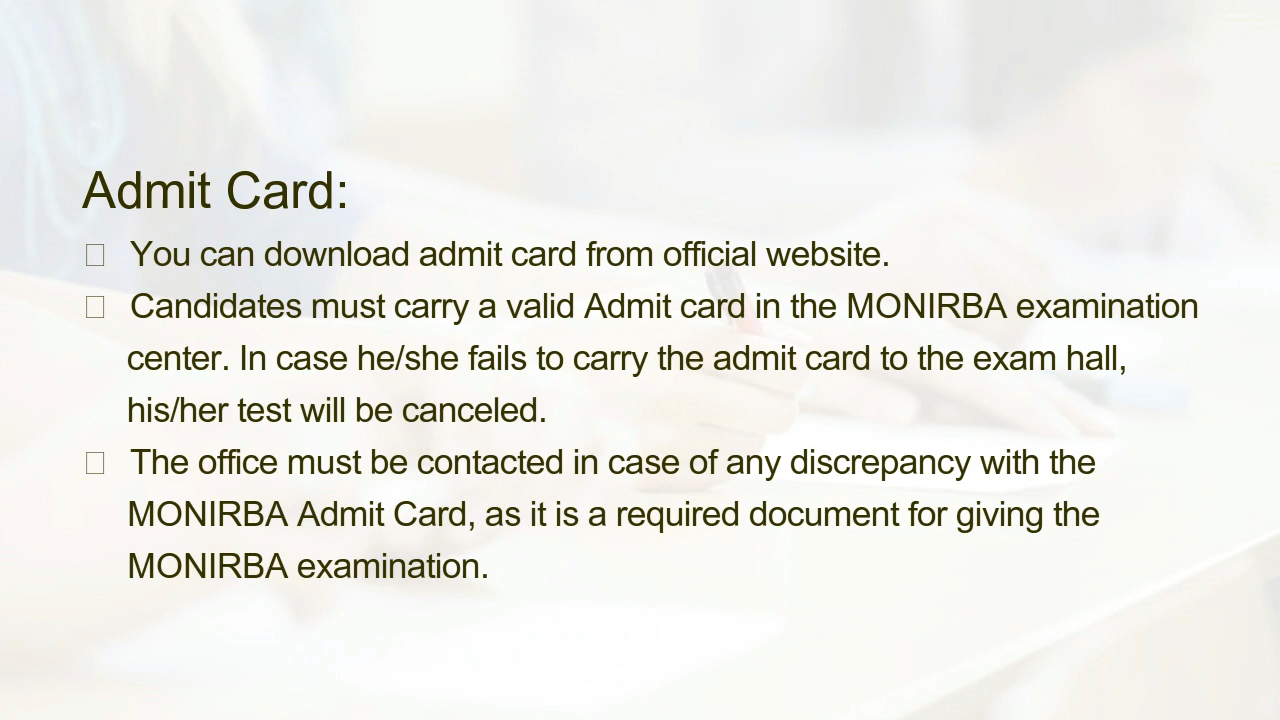 Admit Card:
You can download admit card from official website.
Candidates must carry a valid Admit card in the MONIRBA examination
center. In case he/she fails to carry the admit card to the exam hall,
his/her test will be canceled.
The office must be contacted in case of any discrepancy with the
MONIRBA Admit Card, as it is a required document for giving the
MONIRBA examination.